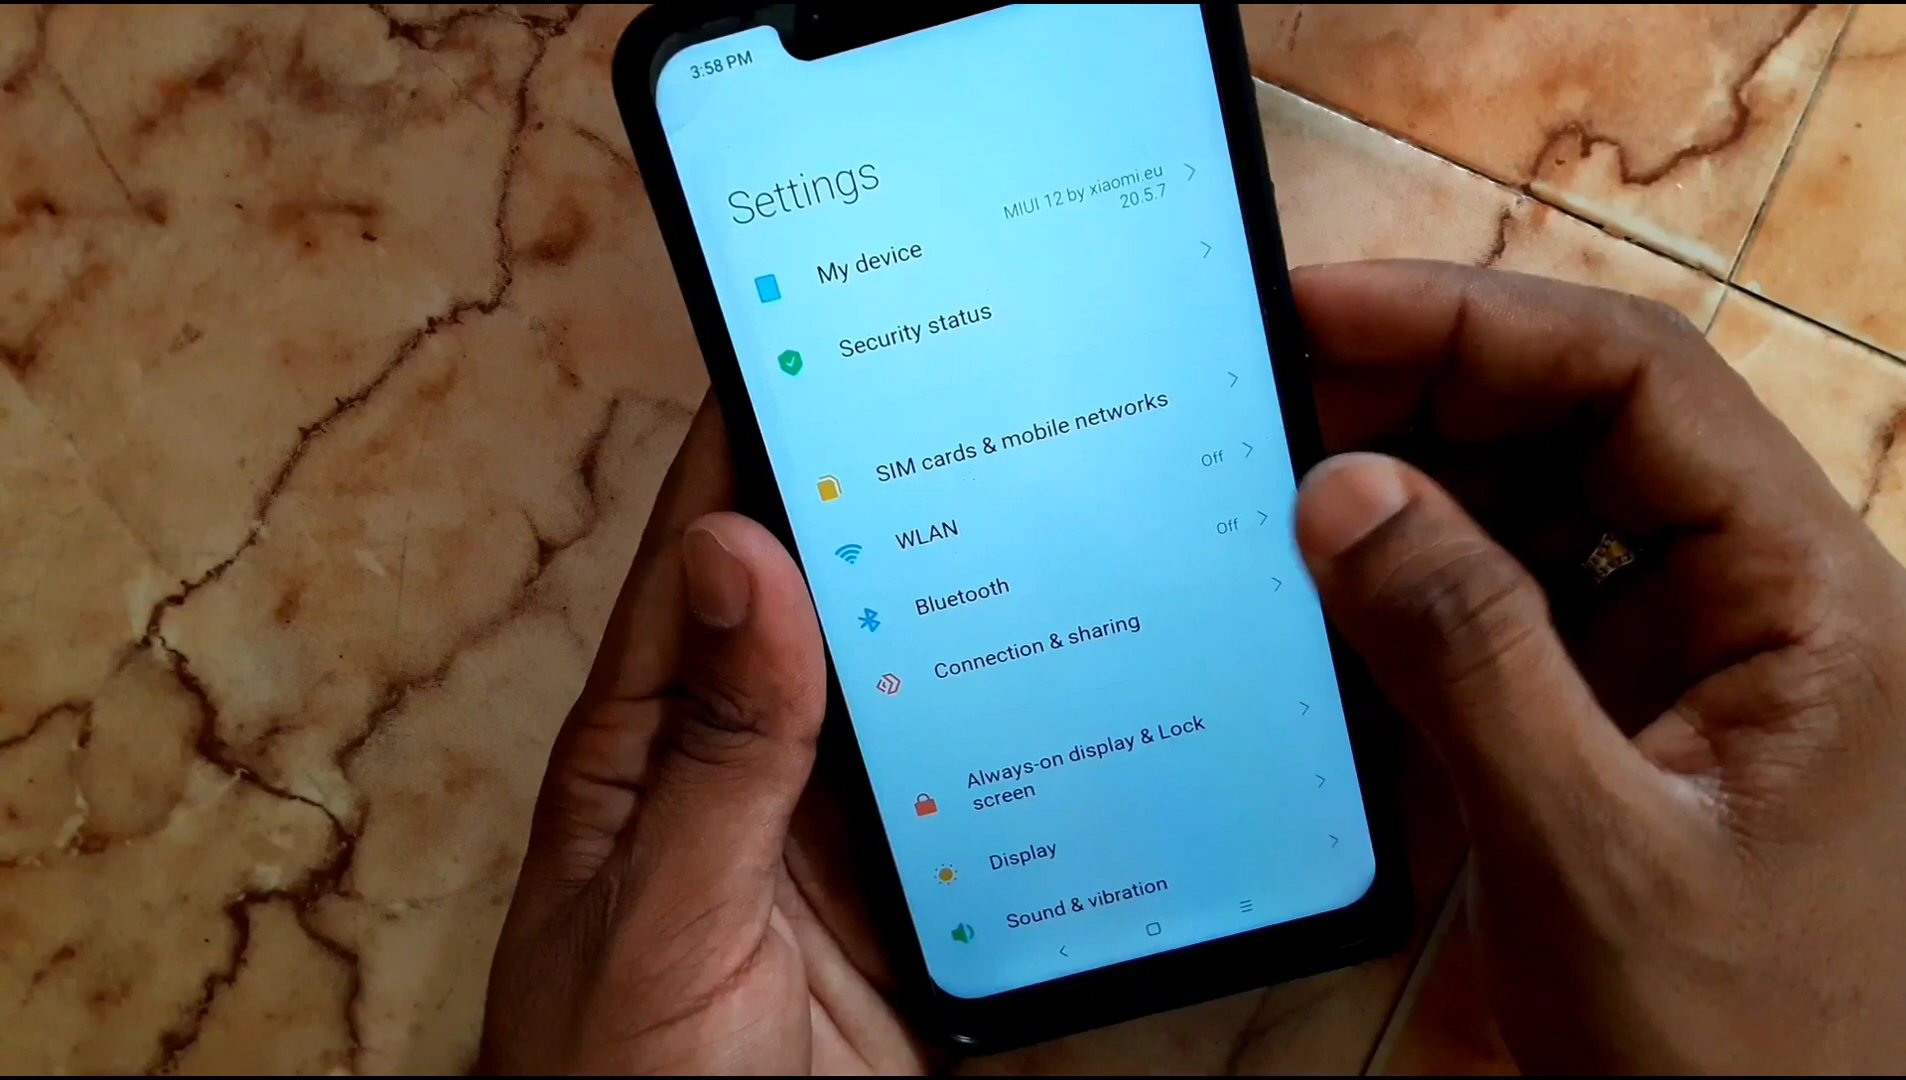 3:58 PM
Settings
My device
MIUI 12 by xiaomi.eu
20.5.7
Security status
SIM cards & mobile networks
WLAN
Off
Bluetooth
Off
Connection & sharing
Always-on display & Lock
screen
Display
Sound & vibration